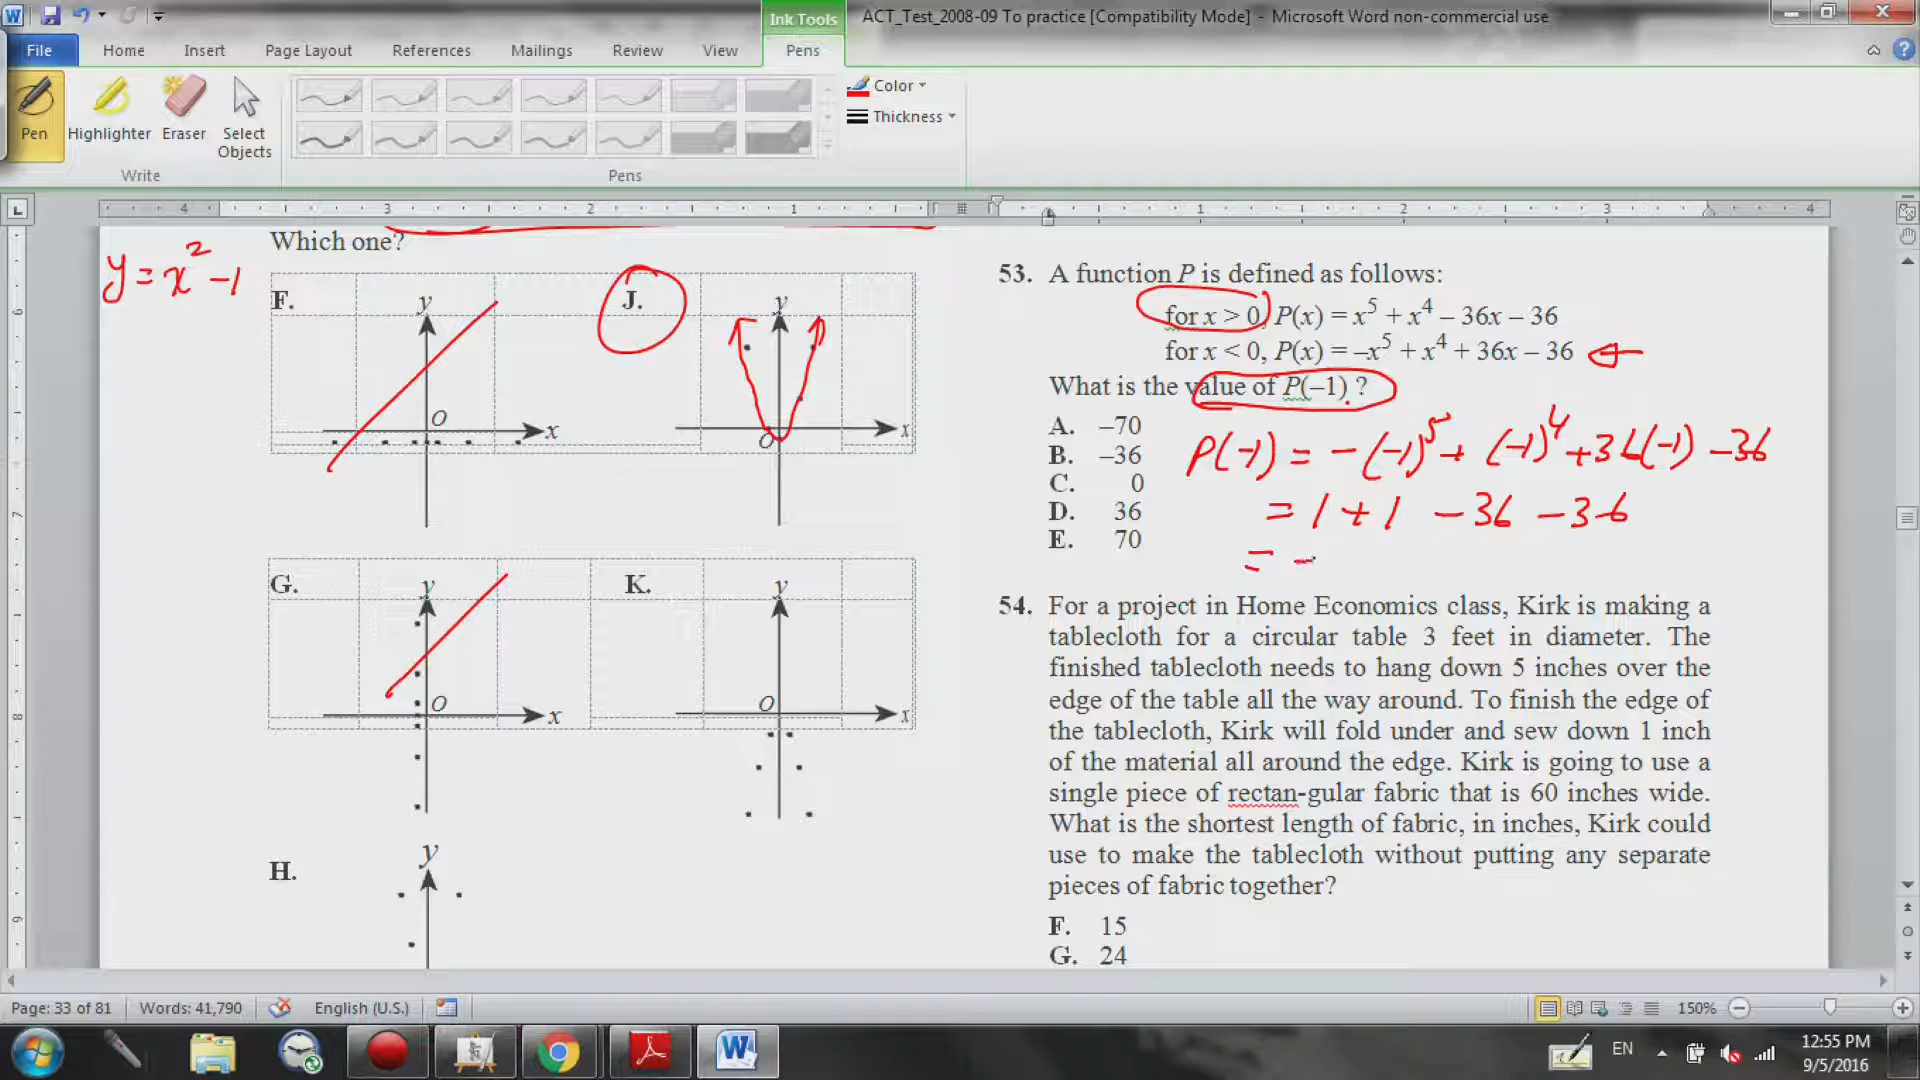 Ink Tools
ACT_Test_2008-09 To practice [Compatibility Mode] - Microsoft Word non-commercial use
File Home Insert Page Layout References Mailings Review View Pens
Pen Highlighter Eraser Select Objects
Color
Thickness
Write Pens
L 4 3 2 1 1 2 3 4
Which one?
y = x² - 1
F. y O x
J. y O x
G. y O x
K. y O x
H. y
53. A function P is defined as follows:
for x > 0, P(x) = x⁵ + x⁴ – 36x – 36
for x < 0, P(x) = –x⁵ + x⁴ + 36x – 36
What is the value of P(–1) ?
A. –70
B. –36
C. 0
D. 36
E. 70
P(-1) = -(-1)⁵ + (-1)⁴ + 36(-1) - 36
= 1 + 1 - 36 - 36
= -
54. For a project in Home Economics class, Kirk is making a
tablecloth for a circular table 3 feet in diameter. The
finished tablecloth needs to hang down 5 inches over the
edge of the table all the way around. To finish the edge of
the tablecloth, Kirk will fold under and sew down 1 inch
of the material all around the edge. Kirk is going to use a
single piece of rectan-gular fabric that is 60 inches wide.
What is the shortest length of fabric, in inches, Kirk could
use to make the tablecloth without putting any separate
pieces of fabric together?
F. 15
G. 24
Page: 33 of 81 Words: 41,790 English (U.S.) 150%
EN 12:55 PM
9/5/2016